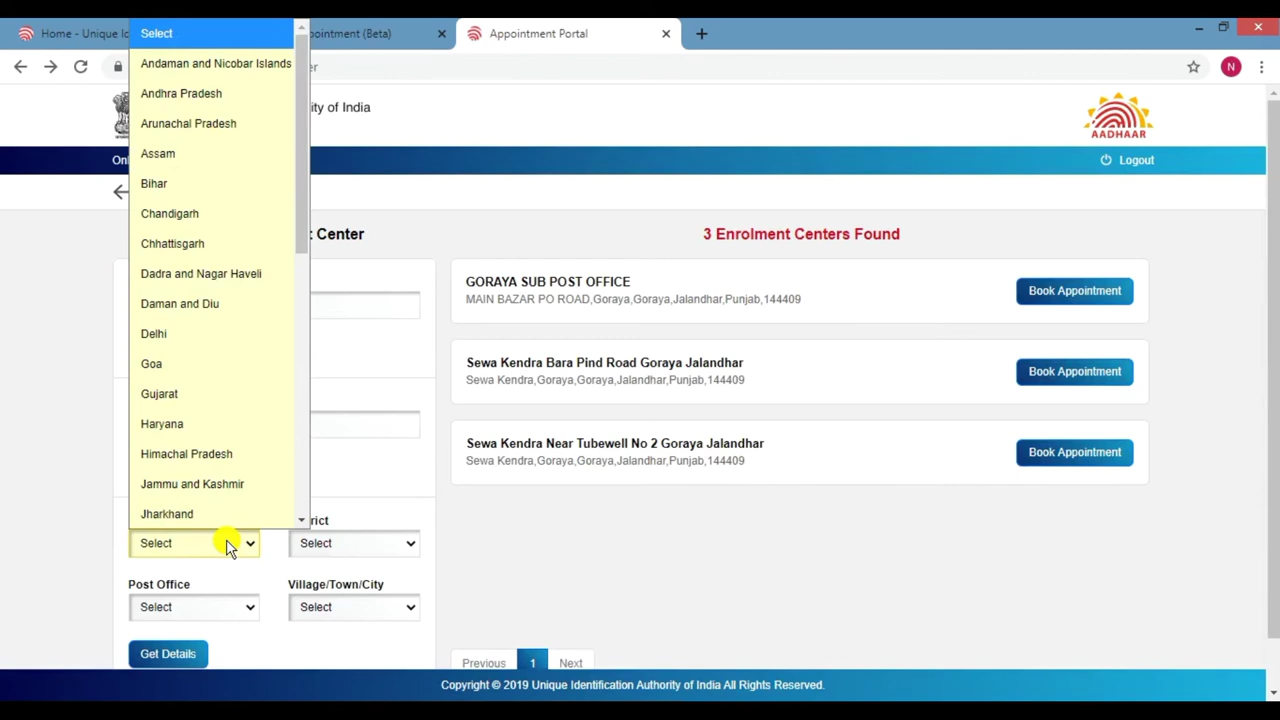 Home - Unique Id
pointment (Beta)
Appointment Portal
N
er
ity of India
AADHAAR
Onl
Logout
t Center
3 Enrolment Centers Found
Select
Andaman and Nicobar Islands
Andhra Pradesh
Arunachal Pradesh
Assam
Bihar
Chandigarh
Chhattisgarh
Dadra and Nagar Haveli
Daman and Diu
Delhi
Goa
Gujarat
Haryana
Himachal Pradesh
Jammu and Kashmir
Jharkhand
GORAYA SUB POST OFFICE
MAIN BAZAR PO ROAD,Goraya,Goraya,Jalandhar,Punjab,144409
Book Appointment
Sewa Kendra Bara Pind Road Goraya Jalandhar
Sewa Kendra,Goraya,Goraya,Jalandhar,Punjab,144409
Book Appointment
Sewa Kendra Near Tubewell No 2 Goraya Jalandhar
Sewa Kendra,Goraya,Goraya,Jalandhar,Punjab,144409
Book Appointment
rict
Select
Select
Post Office
Village/Town/City
Select
Select
Get Details
Previous
1
Next
Copyright © 2019 Unique Identification Authority of India All Rights Reserved.